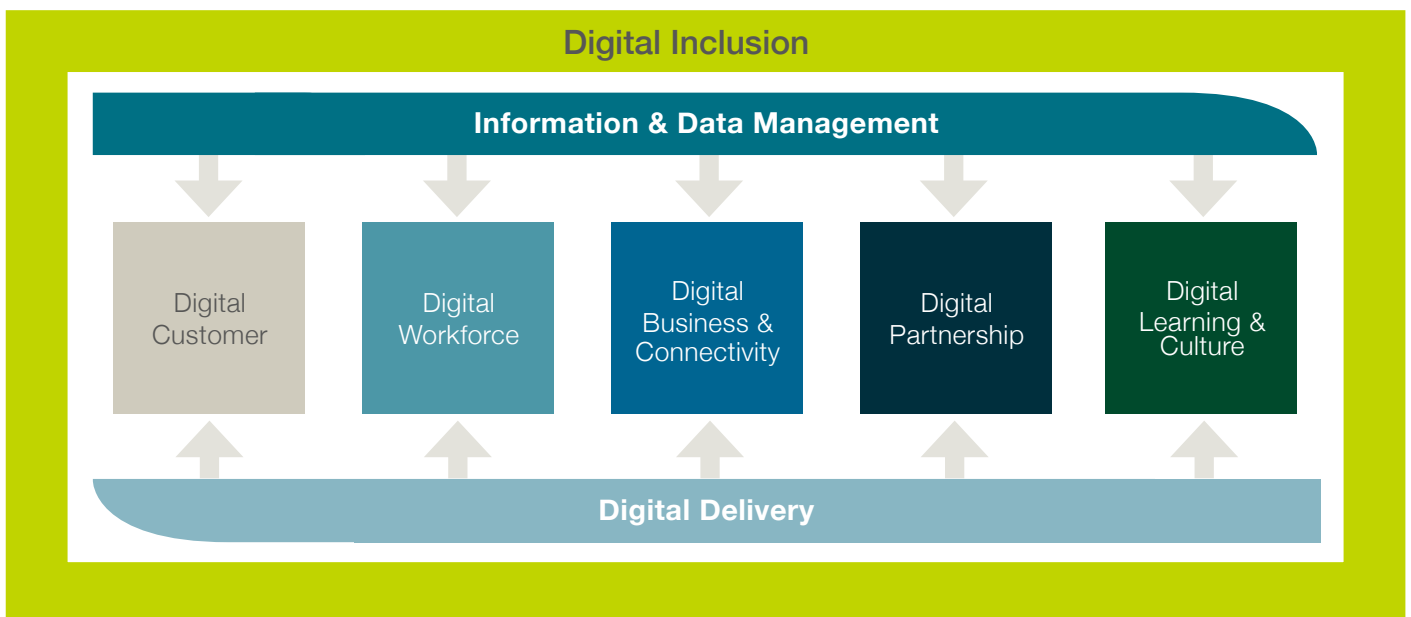 Digital Inclusion
Information & Data Management
Digital
Customer
Digital
Workforce
Digital
Business &
Connectivity
Digital
Partnership
Digital
Learning &
Culture
Digital Delivery